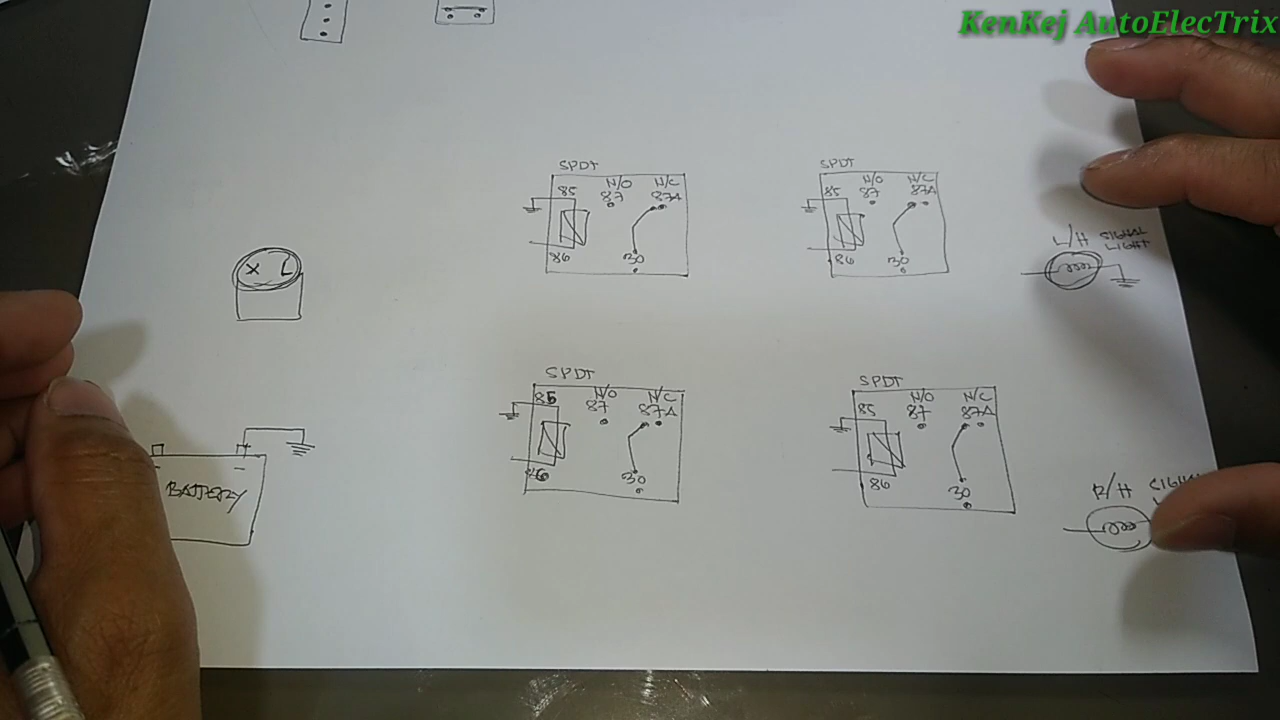 KenKej AutoElecTrix
SPDT
85
N/O
87
N/C
87A
86
30
SPDT
85
N/O
87
N/C
87A
86
30
L/H SIGNAL
LIGHT
X L
SPDT
85
N/O
87
N/C
87A
86
30
SPDT
85
N/O
87
N/C
87A
86
30
BATTERY
R/H